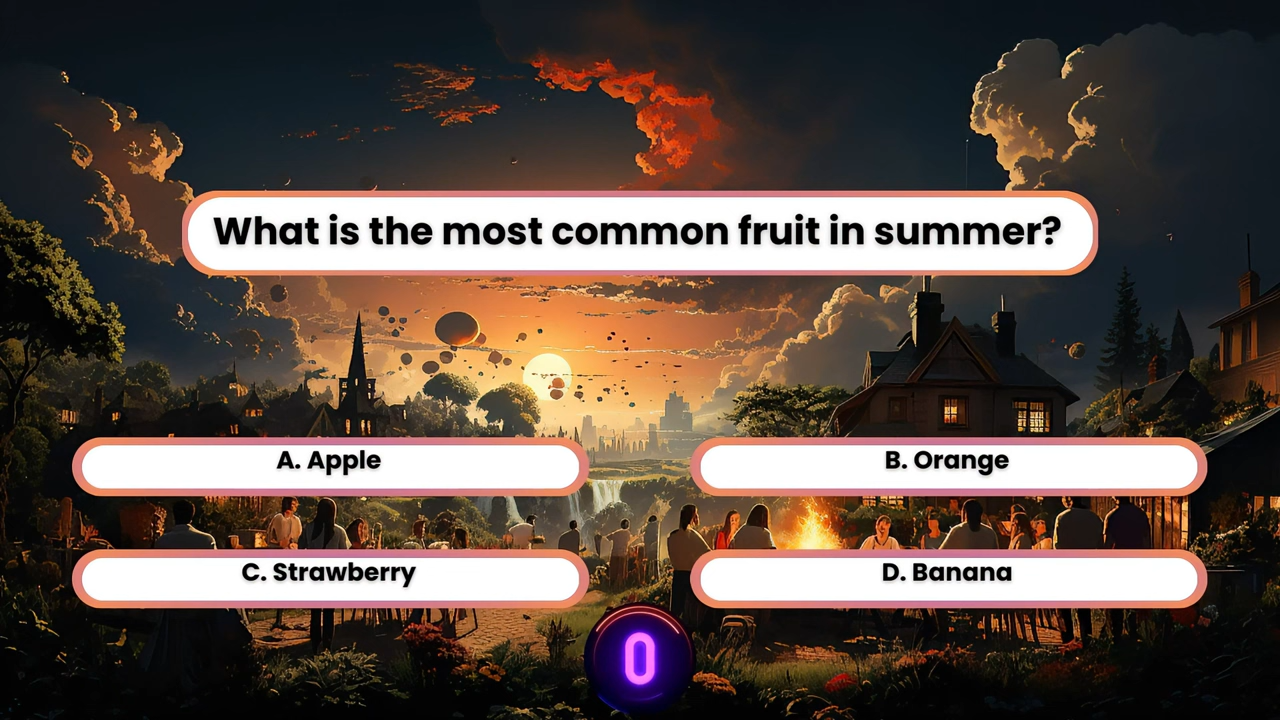 What is the most common fruit in summer?
A. Apple
B. Orange
C. Strawberry
D. Banana
0